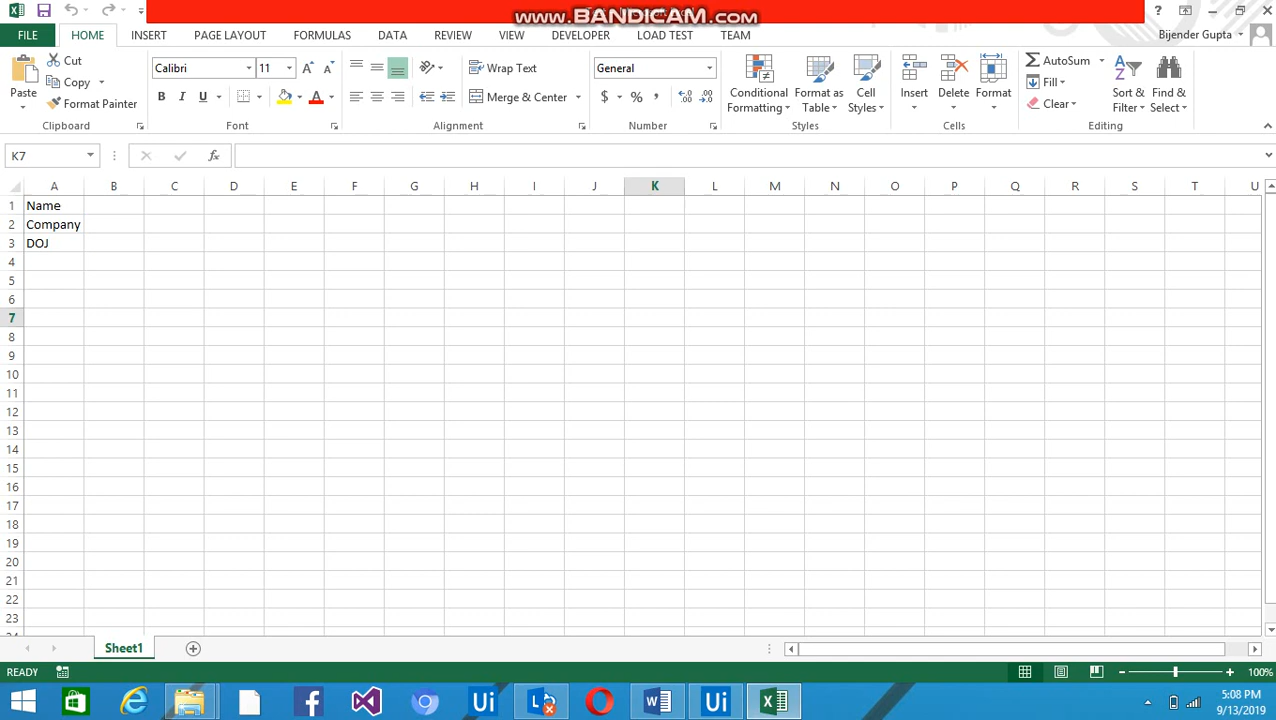 www.BANDICAM.com
FILE HOME INSERT PAGE LAYOUT FORMULAS DATA REVIEW VIEW DEVELOPER LOAD TEST TEAM Bijender Gupta
Cut
Copy
Format Painter
Paste
Clipboard
Calibri 11
B I U
Font
Wrap Text
Merge & Center
Alignment
General
$ % ,
Number
Conditional Formatting
Format as Table
Cell Styles
Styles
Insert Delete Format
Cells
AutoSum
Fill
Clear
Sort & Filter
Find & Select
Editing
K7
fx
A B C D E F G H I J K L M N O P Q R S T U
1 Name
2 Company
3 DOJ
4
5
6
7
8
9
10
11
12
13
14
15
16
17
18
19
20
21
22
23
Sheet1
READY 100%
5:08 PM
9/13/2019